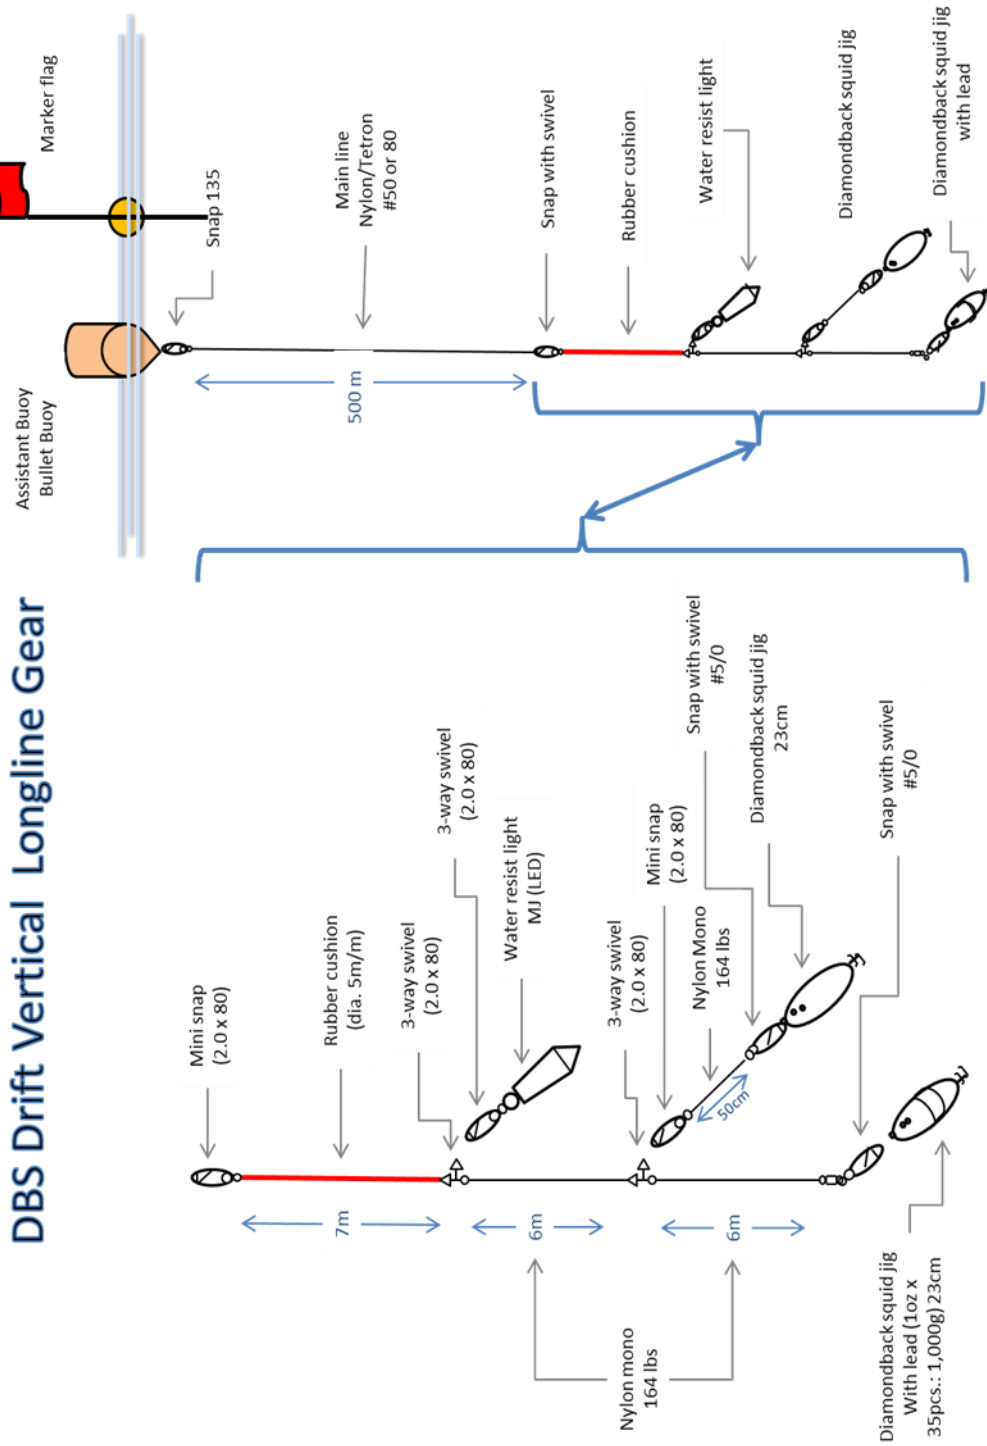 DBS Drift Vertical Longline Gear
Mini snap
(2.0 x 80)
Rubber cushion
(dia. 5m/m)
3-way swivel
(2.0 x 80)
3-way swivel
(2.0 x 80)
Water resist light
MJ (LED)
3-way swivel
(2.0 x 80)
Mini snap
(2.0 x 80)
Nylon Mono
164 lbs
Snap with swivel
#5/0
Diamondback squid jig
23cm
Snap with swivel
#5/0
7m
6m
6m
50cm
Nylon mono
164 lbs
Diamondback squid jig
With lead (1oz x
35pcs.: 1,000g) 23cm
Assistant Buoy
Bullet Buoy
Marker flag
Snap 135
Main line
Nylon/Tetron
#50 or 80
500 m
Snap with swivel
Rubber cushion
Water resist light
Diamondback squid jig
Diamondback squid jig
with lead